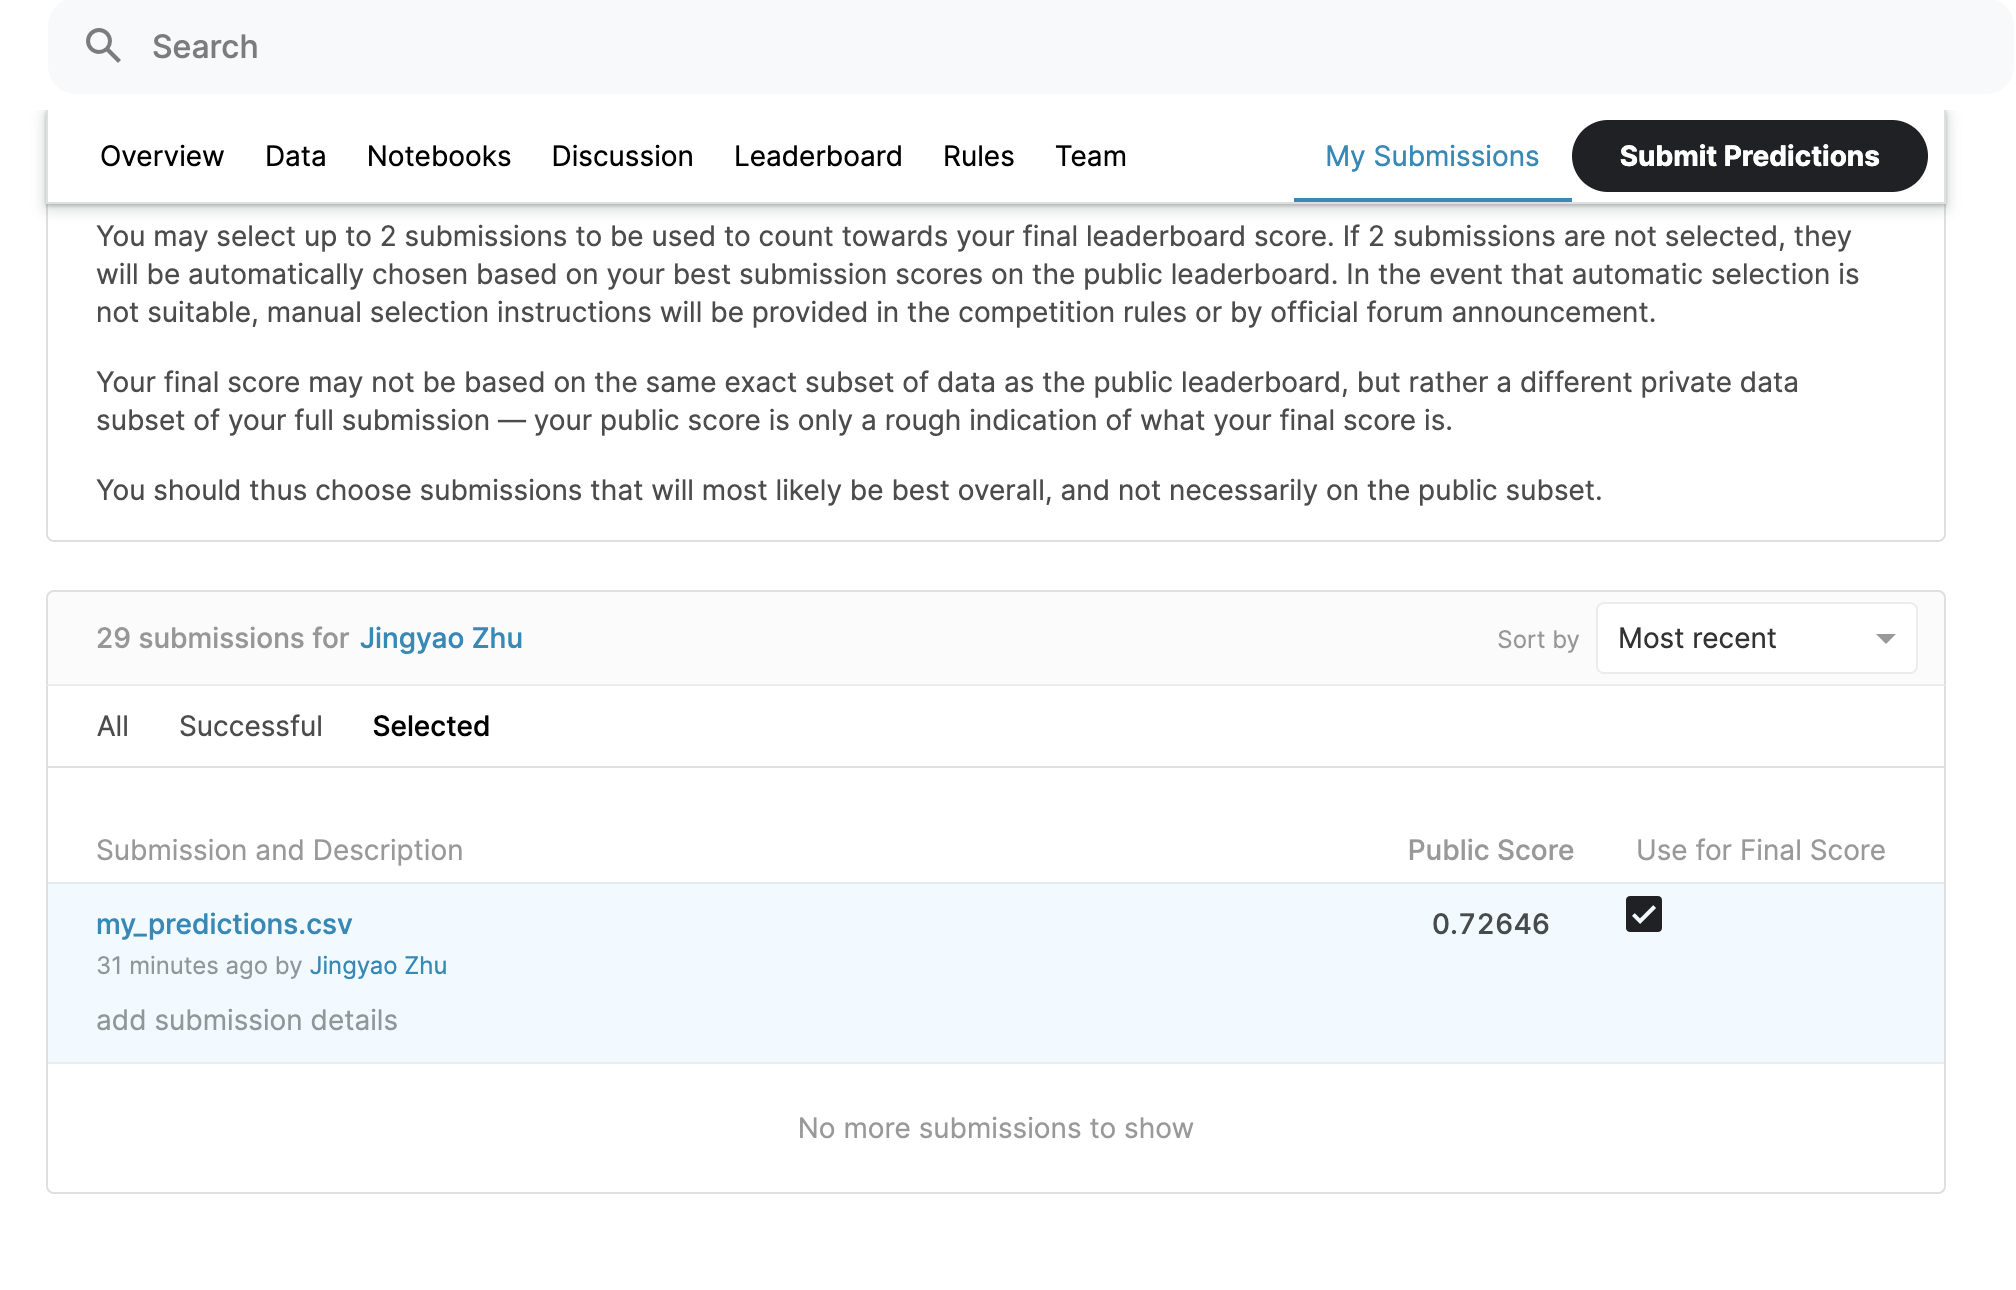 Search
Overview Data Notebooks Discussion Leaderboard Rules Team My Submissions Submit Predictions
You may select up to 2 submissions to be used to count towards your final leaderboard score. If 2 submissions are not selected, they
will be automatically chosen based on your best submission scores on the public leaderboard. In the event that automatic selection is
not suitable, manual selection instructions will be provided in the competition rules or by official forum announcement.
Your final score may not be based on the same exact subset of data as the public leaderboard, but rather a different private data
subset of your full submission — your public score is only a rough indication of what your final score is.
You should thus choose submissions that will most likely be best overall, and not necessarily on the public subset.
29 submissions for Jingyao Zhu Sort by Most recent
All Successful Selected
Submission and Description Public Score Use for Final Score
my_predictions.csv 0.72646
31 minutes ago by Jingyao Zhu
add submission details
No more submissions to show